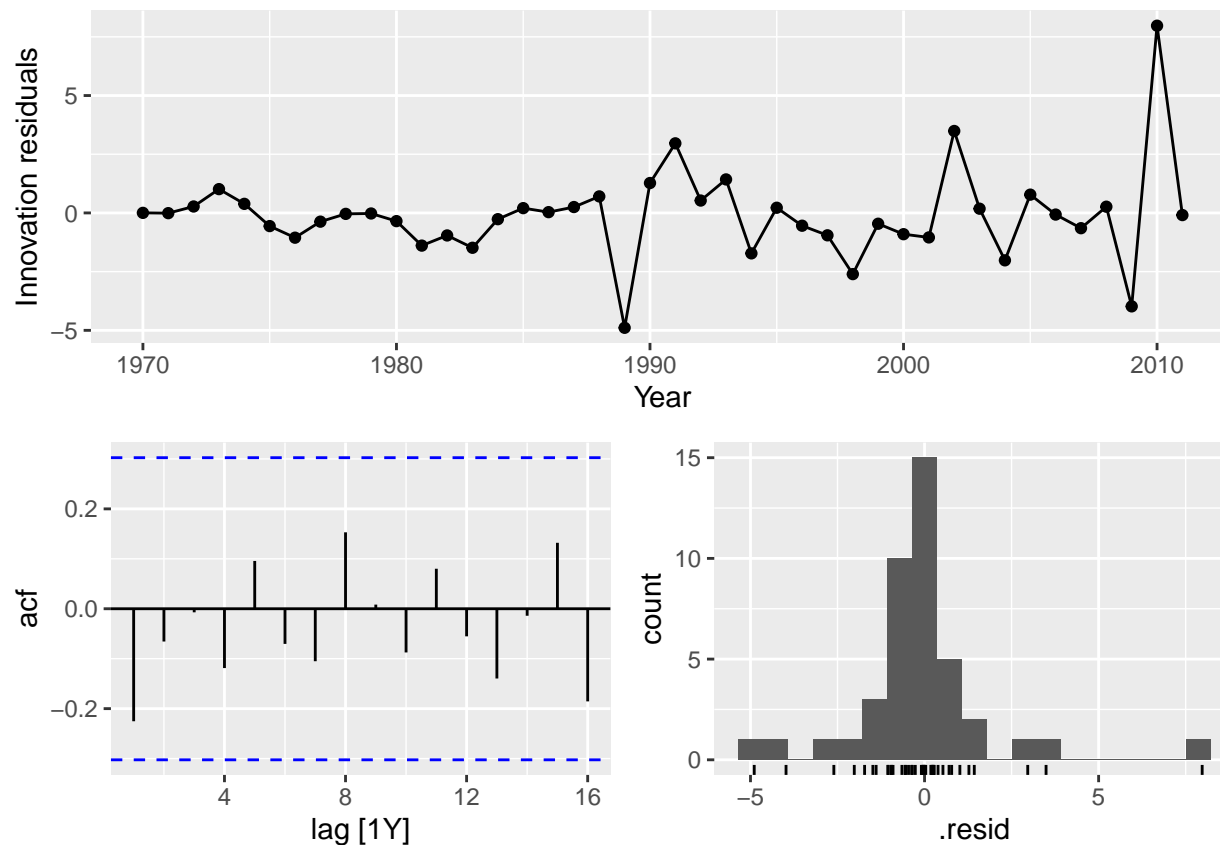 Innovation residuals
5
0
−5
1970 1980 1990 2000 2010
Year
acf
0.2
0.0
−0.2
4 8 12 16
lag [1Y]
count
15
10
5
0
−5 0 5
.resid